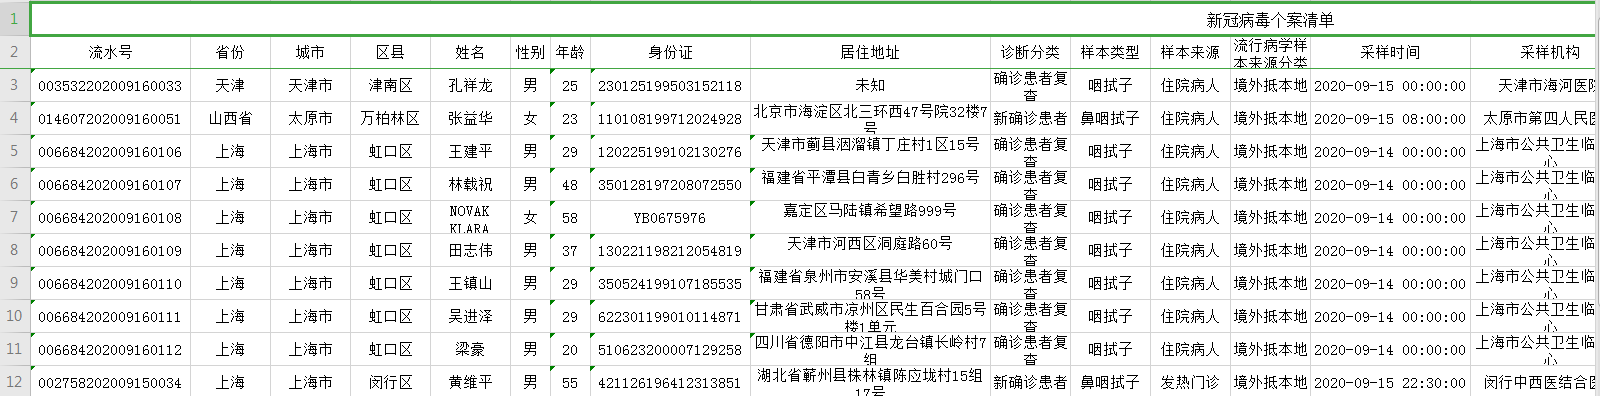 1 新冠病毒个案清单
2 流水号 省份 城市 区县 姓名 性别 年龄 身份证 居住地址 诊断分类 样本类型 样本来源 流行病学样本来源分类 采样时间 采样机构
3 003532202009160033 天津 天津市 津南区 孔祥龙 男 25 230125199503152118 未知 确诊患者复查 咽拭子 住院病人 境外抵本地 2020-09-15 00:00:00 天津市海河医院
4 014607202009160051 山西省 太原市 万柏林区 张益华 女 23 110108199712024928 北京市海淀区北三环西47号院32楼7号 新确诊患者 鼻咽拭子 住院病人 境外抵本地 2020-09-15 08:00:00 太原市第四人民医
5 006684202009160106 上海 上海市 虹口区 王建平 男 29 120225199102130276 天津市蓟县洇溜镇丁庄村1区15号 确诊患者复查 咽拭子 住院病人 境外抵本地 2020-09-14 00:00:00 上海市公共卫生临 心
6 006684202009160107 上海 上海市 虹口区 林载祝 男 48 350128197208072550 福建省平潭县白青乡白胜村296号 确诊患者复查 咽拭子 住院病人 境外抵本地 2020-09-14 00:00:00 上海市公共卫生临 心
7 006684202009160108 上海 上海市 虹口区 NOVAK KLARA 女 58 YB0675976 嘉定区马陆镇希望路999号 确诊患者复查 咽拭子 住院病人 境外抵本地 2020-09-14 00:00:00 上海市公共卫生临 心
8 006684202009160109 上海 上海市 虹口区 田志伟 男 37 130221198212054819 天津市河西区洞庭路60号 确诊患者复查 咽拭子 住院病人 境外抵本地 2020-09-14 00:00:00 上海市公共卫生临 心
9 006684202009160110 上海 上海市 虹口区 王镇山 男 29 350524199107185535 福建省泉州市安溪县华美村城门口58号 确诊患者复查 咽拭子 住院病人 境外抵本地 2020-09-14 00:00:00 上海市公共卫生临 心
10 006684202009160111 上海 上海市 虹口区 吴进泽 男 29 622301199010114871 甘肃省武威市凉州区民生百合园5号楼1单元 确诊患者复查 咽拭子 住院病人 境外抵本地 2020-09-14 00:00:00 上海市公共卫生临 心
11 006684202009160112 上海 上海市 虹口区 梁豪 男 20 510623200007129258 四川省德阳市中江县龙台镇长岭村7组 确诊患者复查 咽拭子 住院病人 境外抵本地 2020-09-14 00:00:00 上海市公共卫生临 心
12 002758202009150034 上海 上海市 闵行区 黄维平 男 55 421126196412313851 湖北省蕲州县株林镇陈应垅村15组17号 新确诊患者 鼻咽拭子 发热门诊 境外抵本地 2020-09-15 22:30:00 闵行中西医结合医